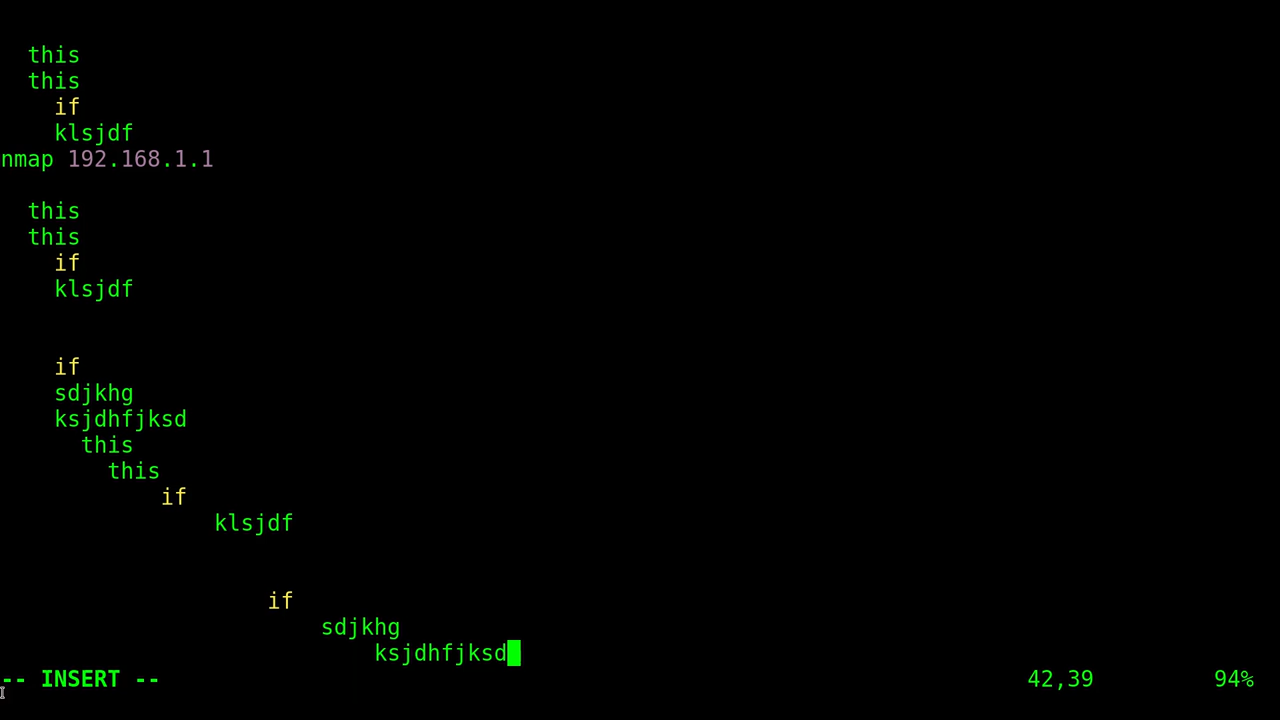 this
this
if
klsjdf
nmap 192.168.1.1
this
this
if
klsjdf
if
sdjkhg
ksjdhfjksd
this
this
if
klsjdf
if
sdjkhg
ksjdhfjksd
-- INSERT -- 42,39 94%